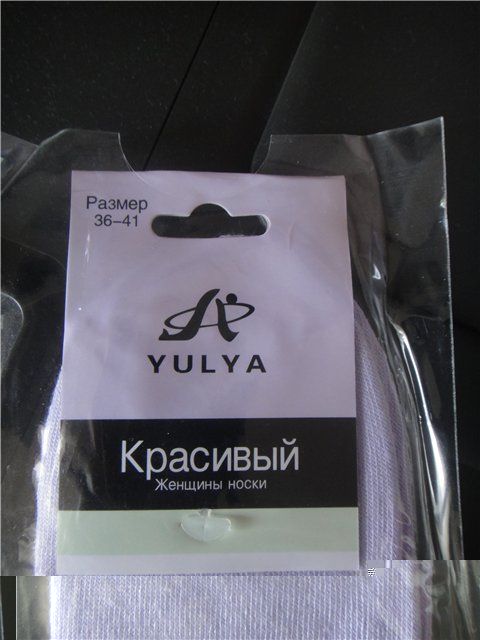 Размер
36–41
YULYA
Красивый
Женщины носки